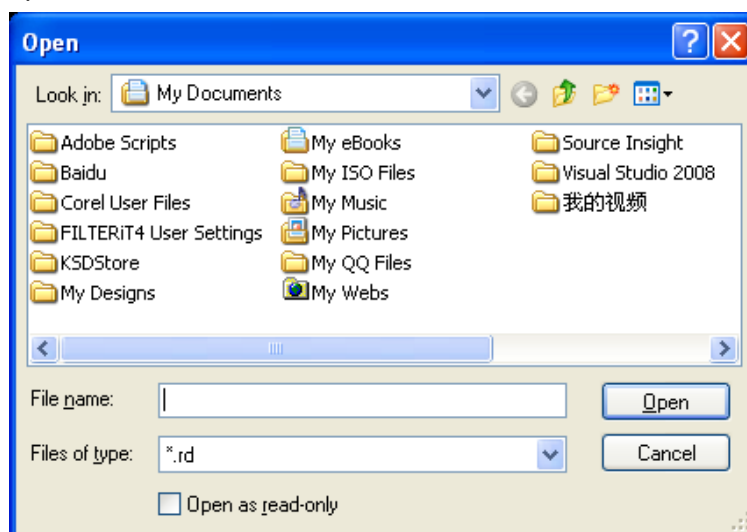 Open
Look in: My Documents
Adobe Scripts
Baidu
Corel User Files
FILTERiT4 User Settings
KSDStore
My Designs
My eBooks
My ISO Files
My Music
My Pictures
My QQ Files
My Webs
Source Insight
Visual Studio 2008
我的视频
File name:
Open
Files of type: *.rd
Cancel
Open as read-only